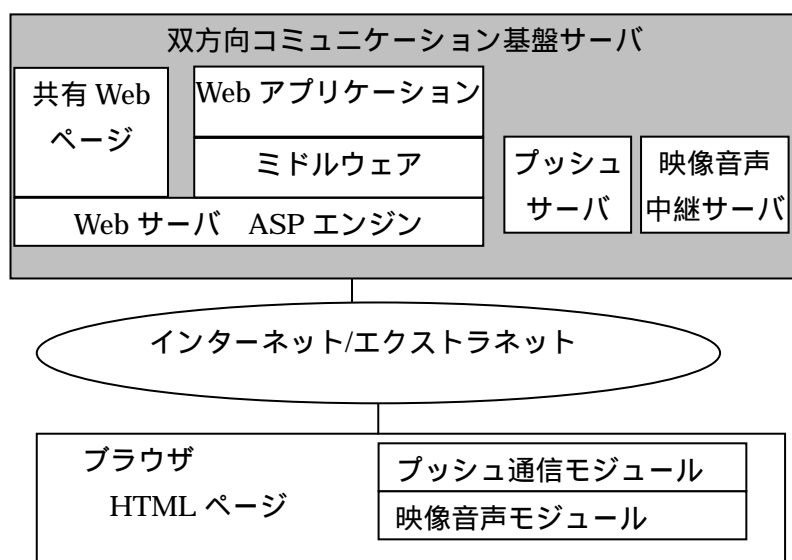 双方向コミュニケーション基盤サーバ
共有 Web
ページ
Web アプリケーション
ミドルウェア
Web サーバ ASP エンジン
プッシュ
サーバ
映像音声
中継サーバ
インターネット/エクストラネット
ブラウザ
HTML ページ
プッシュ通信モジュール
映像音声モジュール